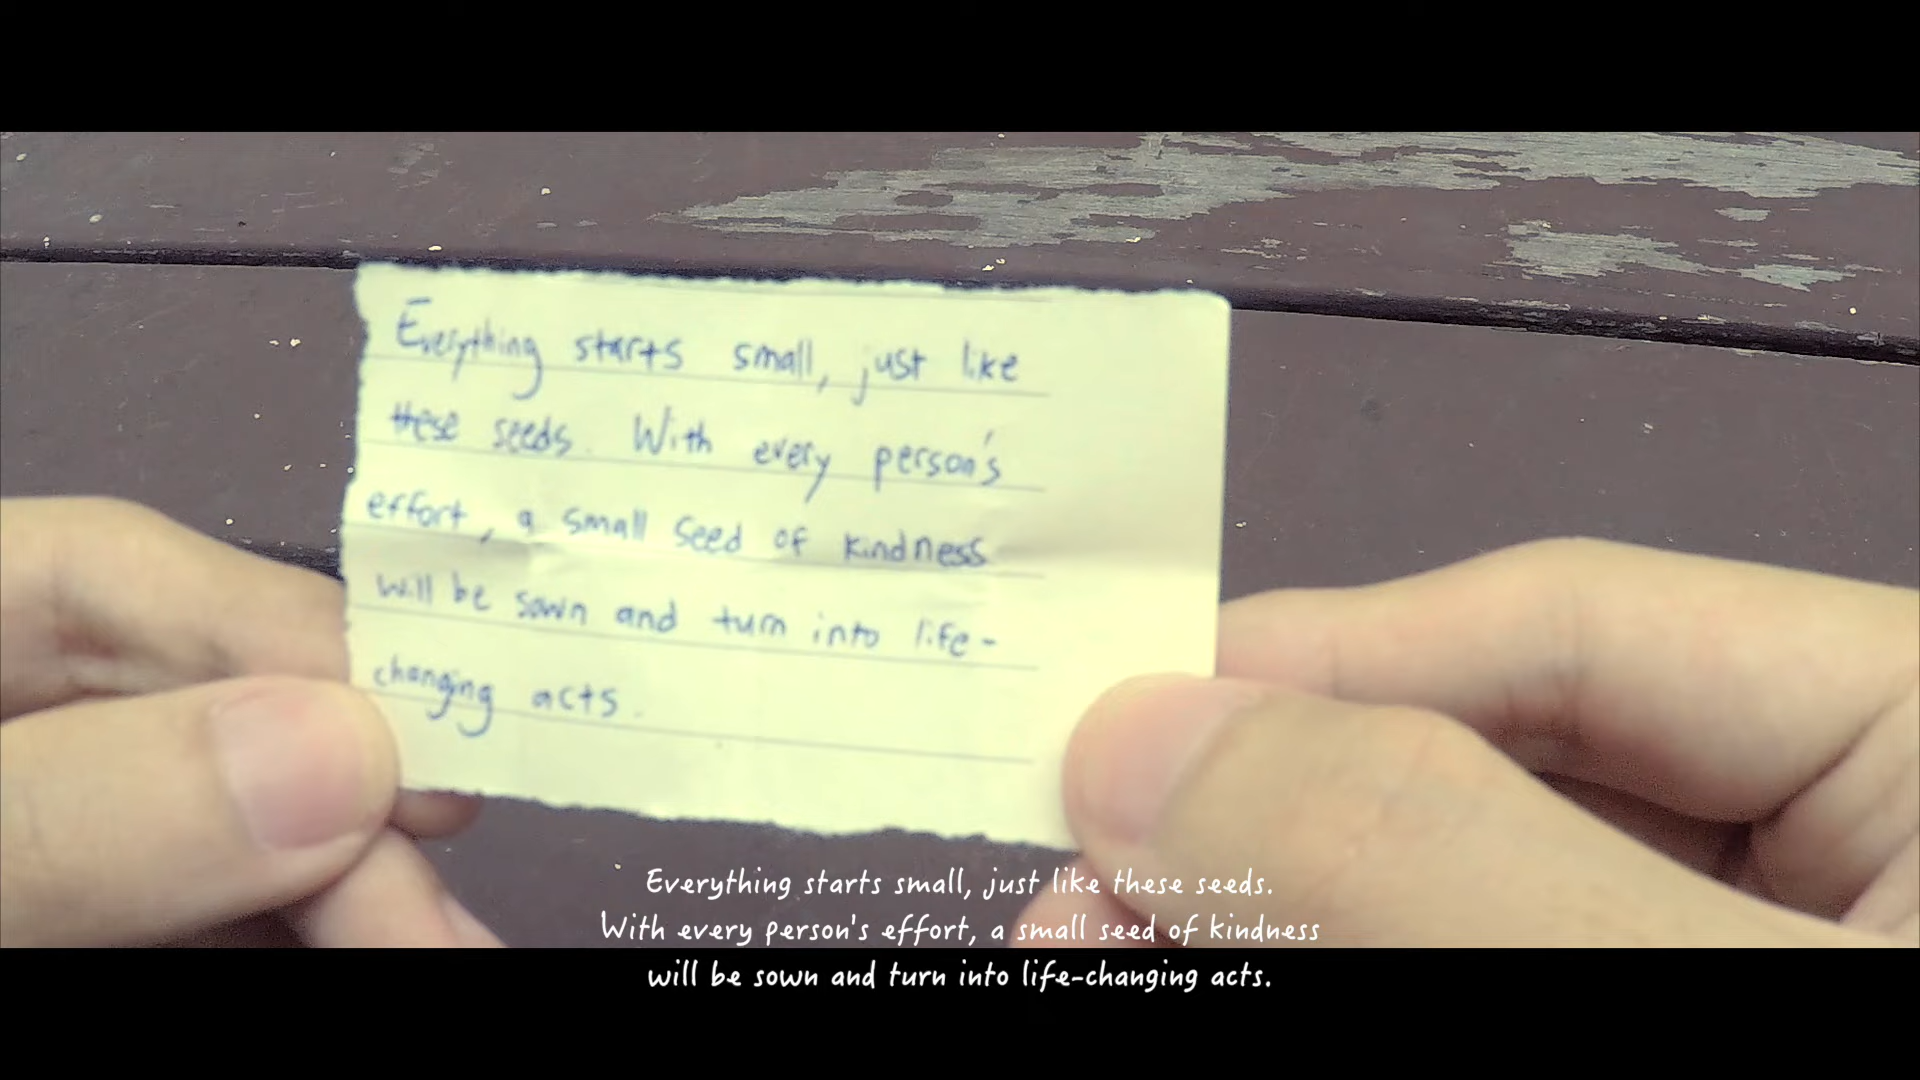 Everything starts small, just like
these seeds. With every person's
effort, a small seed of kindness
will be sown and turn into life-
changing acts.
Everything starts small, just like these seeds.
With every person's effort, a small seed of kindness
will be sown and turn into life-changing acts.